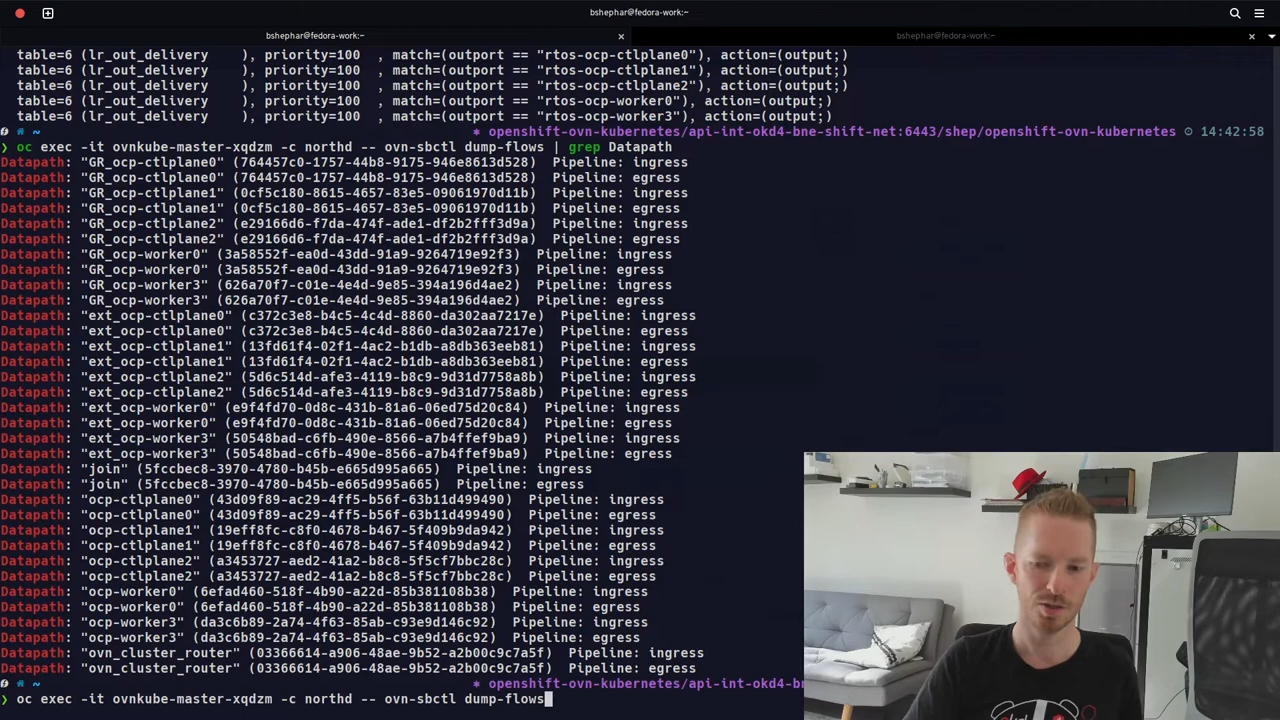 bshephar@fedora-work:~
bshephar@fedora-work:~
bshephar@fedora-work:~
table=6 (lr_out_delivery    ), priority=100  , match=(outport == "rtos-ocp-ctlplane0"), action=(output;)
table=6 (lr_out_delivery    ), priority=100  , match=(outport == "rtos-ocp-ctlplane1"), action=(output;)
table=6 (lr_out_delivery    ), priority=100  , match=(outport == "rtos-ocp-ctlplane2"), action=(output;)
table=6 (lr_out_delivery    ), priority=100  , match=(outport == "rtos-ocp-worker0"), action=(output;)
table=6 (lr_out_delivery    ), priority=100  , match=(outport == "rtos-ocp-worker3"), action=(output;)
~ * openshift-ovn-kubernetes/api-int-okd4-bne-shift-net:6443/shep/openshift-ovn-kubernetes 14:42:58
❯ oc exec -it ovnkube-master-xqdzm -c northd -- ovn-sbctl dump-flows | grep Datapath
Datapath: "GR_ocp-ctlplane0" (764457c0-1757-44b8-9175-946e8613d528)  Pipeline: ingress
Datapath: "GR_ocp-ctlplane0" (764457c0-1757-44b8-9175-946e8613d528)  Pipeline: egress
Datapath: "GR_ocp-ctlplane1" (0cf5c180-8615-4657-83e5-09061970d11b)  Pipeline: ingress
Datapath: "GR_ocp-ctlplane1" (0cf5c180-8615-4657-83e5-09061970d11b)  Pipeline: egress
Datapath: "GR_ocp-ctlplane2" (e29166d6-f7da-474f-ade1-df2b2fff3d9a)  Pipeline: ingress
Datapath: "GR_ocp-ctlplane2" (e29166d6-f7da-474f-ade1-df2b2fff3d9a)  Pipeline: egress
Datapath: "GR_ocp-worker0" (3a58552f-ea0d-43dd-91a9-9264719e92f3)  Pipeline: ingress
Datapath: "GR_ocp-worker0" (3a58552f-ea0d-43dd-91a9-9264719e92f3)  Pipeline: egress
Datapath: "GR_ocp-worker3" (626a70f7-c01e-4e4d-9e85-394a196d4ae2)  Pipeline: ingress
Datapath: "GR_ocp-worker3" (626a70f7-c01e-4e4d-9e85-394a196d4ae2)  Pipeline: egress
Datapath: "ext_ocp-ctlplane0" (c372c3e8-b4c5-4c4d-8860-da302aa7217e)  Pipeline: ingress
Datapath: "ext_ocp-ctlplane0" (c372c3e8-b4c5-4c4d-8860-da302aa7217e)  Pipeline: egress
Datapath: "ext_ocp-ctlplane1" (13fd61f4-02f1-4ac2-b1db-a4db363eeb81)  Pipeline: ingress
Datapath: "ext_ocp-ctlplane1" (13fd61f4-02f1-4ac2-b1db-a4db363eeb81)  Pipeline: egress
Datapath: "ext_ocp-ctlplane2" (5d6c514d-afe3-4119-b8c9-9d31d7758a8b)  Pipeline: ingress
Datapath: "ext_ocp-ctlplane2" (5d6c514d-afe3-4119-b8c9-9d31d7758a8b)  Pipeline: egress
Datapath: "ext_ocp-worker0" (e9f4fd70-0d8c-431b-81a6-06ed75d20c84)  Pipeline: ingress
Datapath: "ext_ocp-worker0" (e9f4fd70-0d8c-431b-81a6-06ed75d20c84)  Pipeline: egress
Datapath: "ext_ocp-worker3" (50548bad-c6fb-490e-8566-a7b4ffef9ba9)  Pipeline: ingress
Datapath: "ext_ocp-worker3" (50548bad-c6fb-490e-8566-a7b4ffef9ba9)  Pipeline: egress
Datapath: "join" (5fccbec8-3970-4780-b45b-e665d95a665)  Pipeline: ingress
Datapath: "join" (5fccbec8-3970-4780-b45b-e665d95a665)  Pipeline: egress
Datapath: "ocp-ctlplane0" (43d09f89-ac29-4ff5-b56f-63b11d499490)  Pipeline: ingress
Datapath: "ocp-ctlplane0" (43d09f89-ac29-4ff5-b56f-63b11d499490)  Pipeline: egress
Datapath: "ocp-ctlplane1" (19eff8fc-c8f0-4678-b467-5f409b9da942)  Pipeline: ingress
Datapath: "ocp-ctlplane1" (19eff8fc-c8f0-4678-b467-5f409b9da942)  Pipeline: egress
Datapath: "ocp-ctlplane2" (a3453727-aed2-41a2-b8c8-5f5cf7bbc28c)  Pipeline: ingress
Datapath: "ocp-ctlplane2" (a3453727-aed2-41a2-b8c8-5f5cf7bbc28c)  Pipeline: egress
Datapath: "ocp-worker0" (6efad460-518f-4b90-a22d-85b381108b38)  Pipeline: ingress
Datapath: "ocp-worker0" (6efad460-518f-4b90-a22d-85b381108b38)  Pipeline: egress
Datapath: "ocp-worker3" (da3c6b89-2a74-4f63-85ab-c93e9d146c92)  Pipeline: ingress
Datapath: "ocp-worker3" (da3c6b89-2a74-4f63-85ab-c93e9d146c92)  Pipeline: egress
Datapath: "ovn_cluster_router" (03366614-a906-48ae-9b52-a2b00c9c7a5f)  Pipeline: ingress
Datapath: "ovn_cluster_router" (03366614-a906-48ae-9b52-a2b00c9c7a5f)  Pipeline: egress
~ * openshift-ovn-kubernetes/api-int-okd4-bn
❯ oc exec -it ovnkube-master-xqdzm -c northd -- ovn-sbctl dump-flows